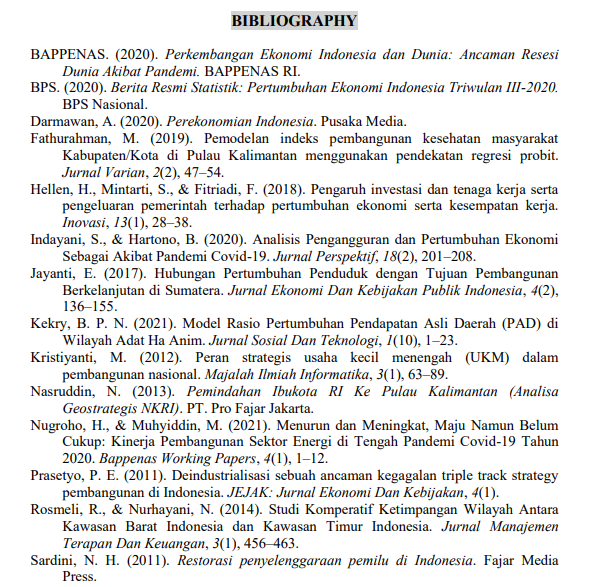 BIBLIOGRAPHY
BAPPENAS. (2020). Perkembangan Ekonomi Indonesia dan Dunia: Ancaman Resesi
Dunia Akibat Pandemi. BAPPENAS RI.
BPS. (2020). Berita Resmi Statistik: Pertumbuhan Ekonomi Indonesia Triwulan III-2020.
BPS Nasional.
Darmawan, A. (2020). Perekonomian Indonesia. Pusaka Media.
Fathurahman, M. (2019). Pemodelan indeks pembangunan kesehatan masyarakat
Kabupaten/Kota di Pulau Kalimantan menggunakan pendekatan regresi probit.
Jurnal Varian, 2(2), 47–54.
Hellen, H., Mintarti, S., & Fitriadi, F. (2018). Pengaruh investasi dan tenaga kerja serta
pengeluaran pemerintah terhadap pertumbuhan ekonomi serta kesempatan kerja.
Inovasi, 13(1), 28–38.
Indayani, S., & Hartono, B. (2020). Analisis Pengangguran dan Pertumbuhan Ekonomi
Sebagai Akibat Pandemi Covid-19. Jurnal Perspektif, 18(2), 201–208.
Jayanti, E. (2017). Hubungan Pertumbuhan Penduduk dengan Tujuan Pembangunan
Berkelanjutan di Sumatera. Jurnal Ekonomi Dan Kebijakan Publik Indonesia, 4(2),
136–155.
Kekry, B. P. N. (2021). Model Rasio Pertumbuhan Pendapatan Asli Daerah (PAD) di
Wilayah Adat Ha Anim. Jurnal Sosial Dan Teknologi, 1(10), 1–23.
Kristiyanti, M. (2012). Peran strategis usaha kecil menengah (UKM) dalam
pembangunan nasional. Majalah Ilmiah Informatika, 3(1), 63–89.
Nasruddin, N. (2013). Pemindahan Ibukota RI Ke Pulau Kalimantan (Analisa
Geostrategis NKRI). PT. Pro Fajar Jakarta.
Nugroho, H., & Muhyiddin, M. (2021). Menurun dan Meningkat, Maju Namun Belum
Cukup: Kinerja Pembangunan Sektor Energi di Tengah Pandemi Covid-19 Tahun
2020. Bappenas Working Papers, 4(1), 1–12.
Prasetyo, P. E. (2011). Deindustrialisasi sebuah ancaman kegagalan triple track strategy
pembangunan di Indonesia. JEJAK: Jurnal Ekonomi Dan Kebijakan, 4(1).
Rosmeli, R., & Nurhayani, N. (2014). Studi Komperatif Ketimpangan Wilayah Antara
Kawasan Barat Indonesia dan Kawasan Timur Indonesia. Jurnal Manajemen
Terapan Dan Keuangan, 3(1), 456–463.
Sardini, N. H. (2011). Restorasi penyelenggaraan pemilu di Indonesia. Fajar Media
Press.